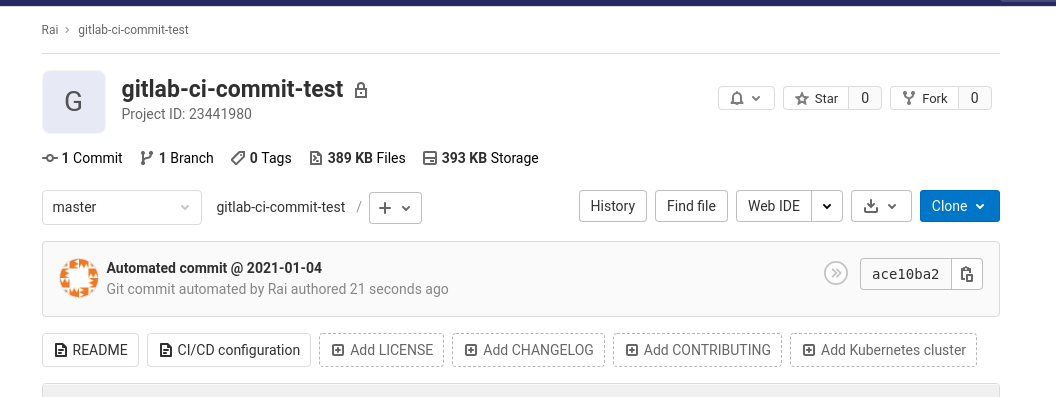 Rai › gitlab-ci-commit-test
G
gitlab-ci-commit-test
Project ID: 23441980
Star 0 Fork 0
1 Commit 1 Branch 0 Tags 389 KB Files 393 KB Storage
master gitlab-ci-commit-test / + History Find file Web IDE Clone
Automated commit @ 2021-01-04
Git commit automated by Rai authored 21 seconds ago
ace10ba2
README CI/CD configuration Add LICENSE Add CHANGELOG Add CONTRIBUTING Add Kubernetes cluster